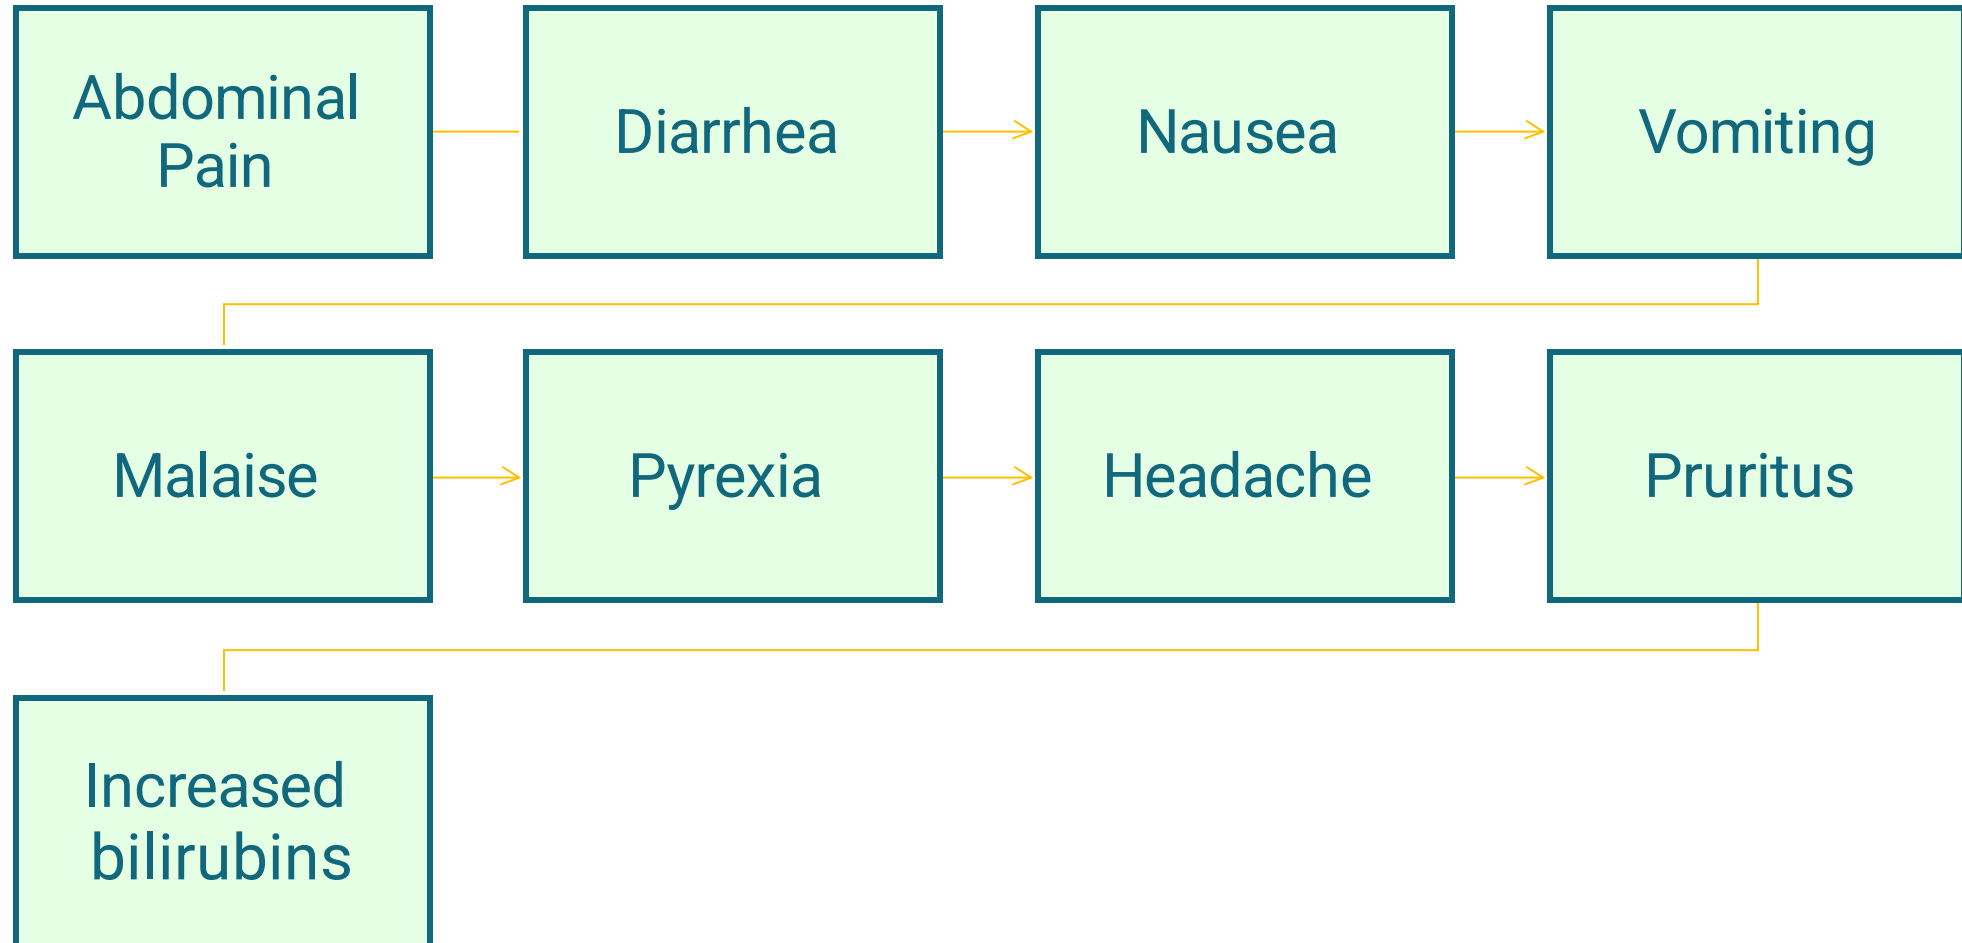 Abdominal
Pain
Diarrhea
Nausea
Vomiting
Malaise
Pyrexia
Headache
Pruritus
Increased
bilirubins